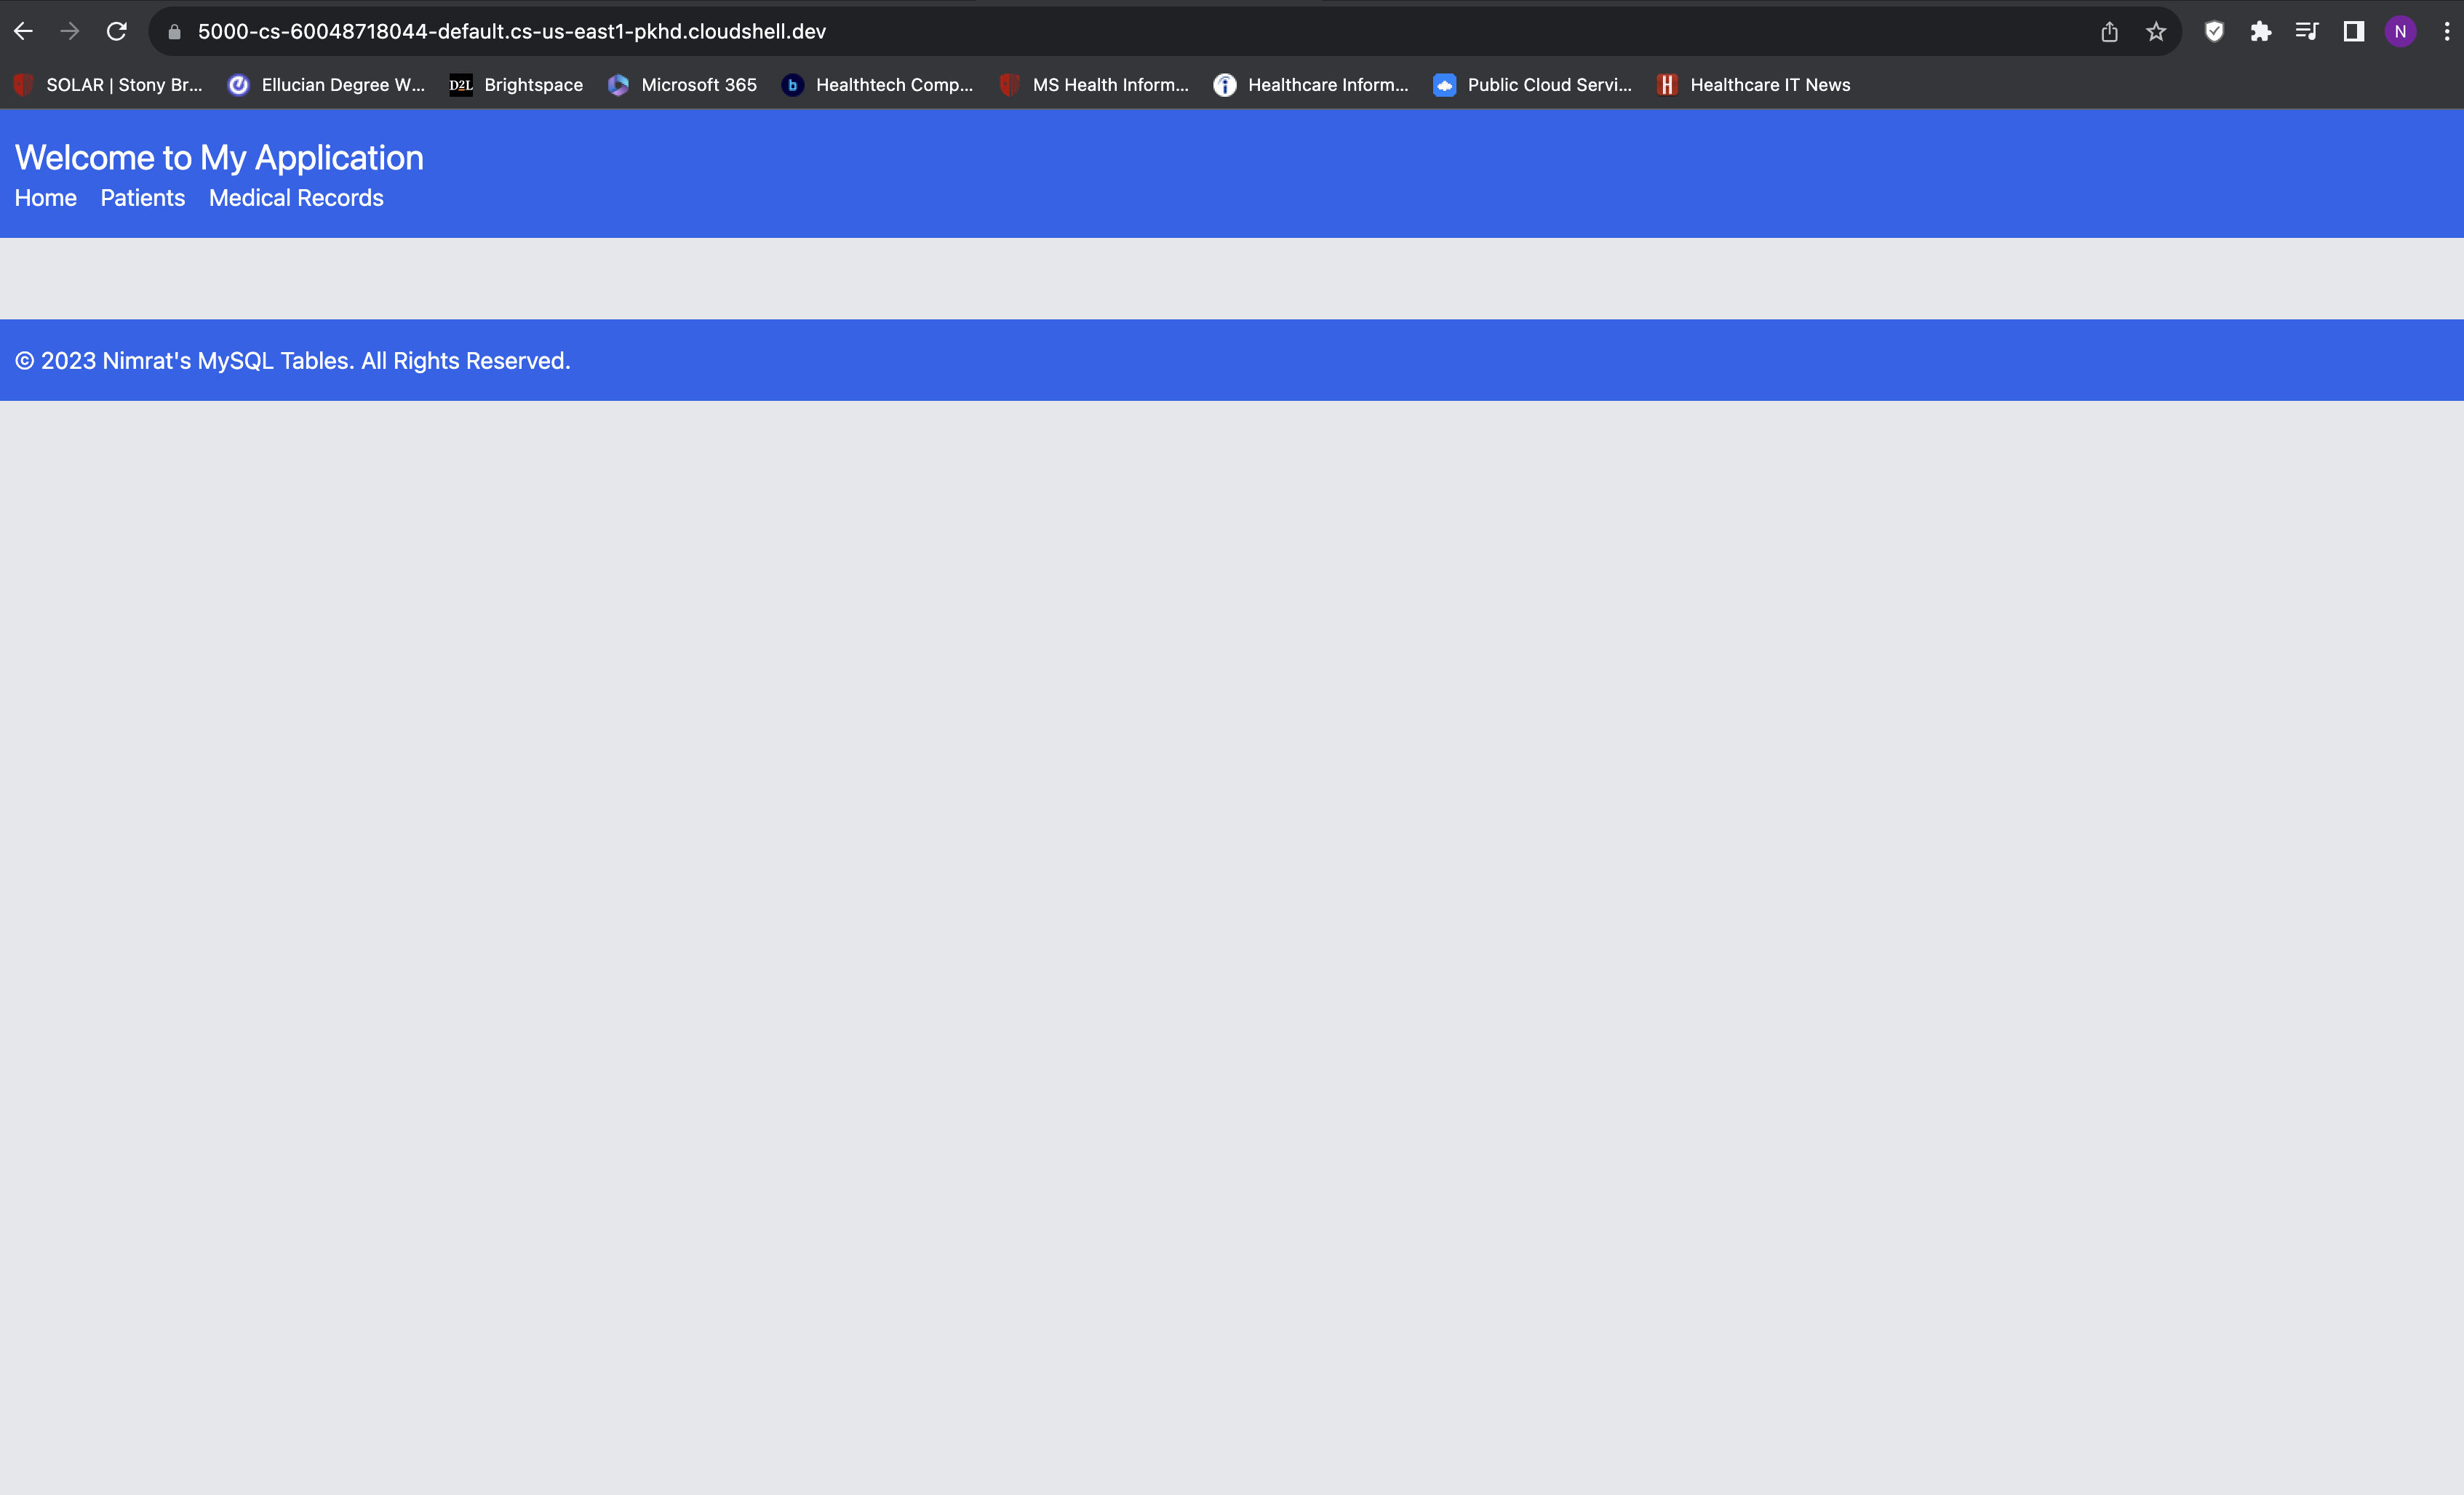 5000-cs-60048718044-default.cs-us-east1-pkhd.cloudshell.dev
N
SOLAR | Stony Br... Ellucian Degree W... D2L Brightspace Microsoft 365 b Healthtech Comp... MS Health Inform... i Healthcare Inform... Public Cloud Servi... H Healthcare IT News
Welcome to My Application
Home Patients Medical Records
© 2023 Nimrat's MySQL Tables. All Rights Reserved.